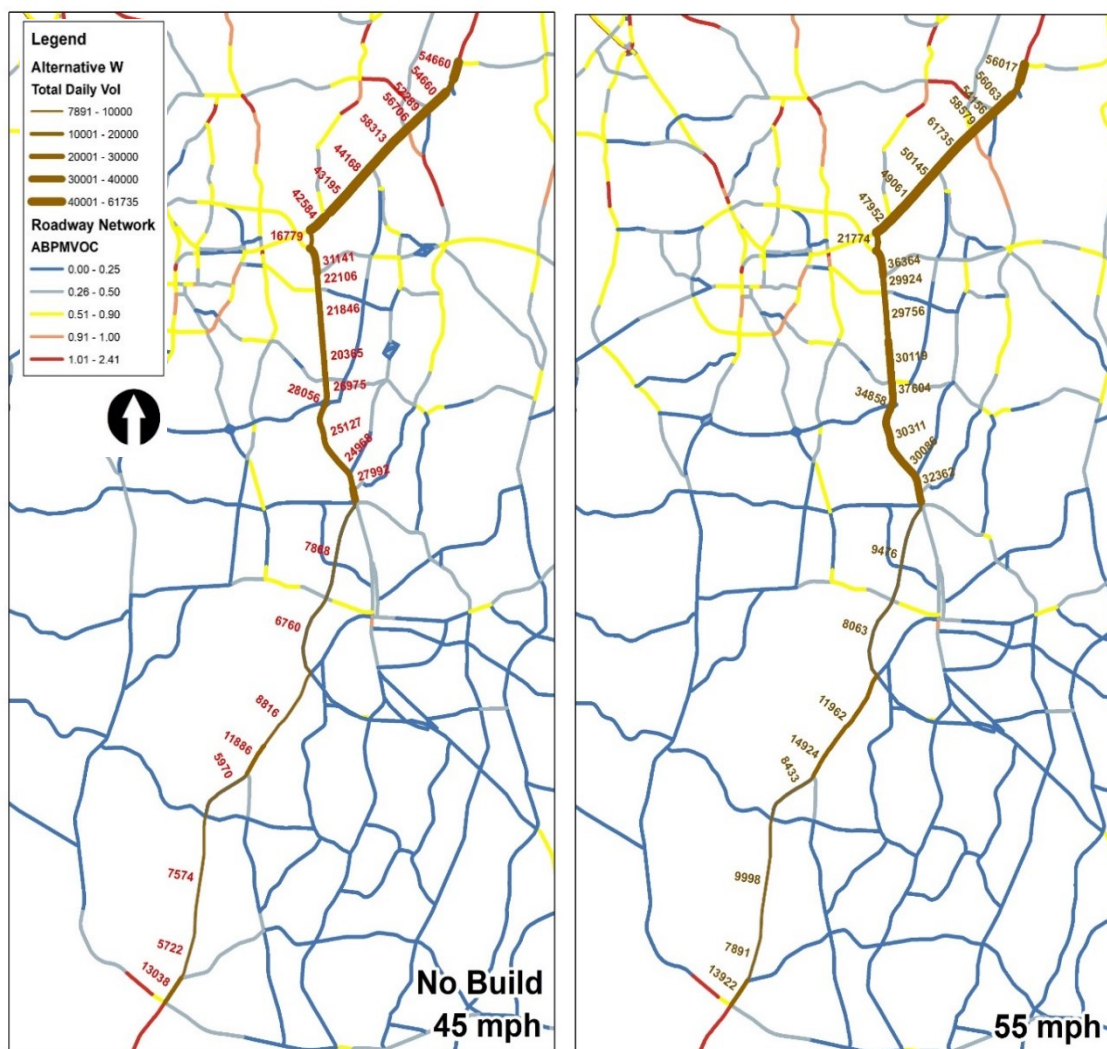 Legend
Alternative W
Total Daily Vol
7891 - 10000
10001 - 20000
20001 - 30000
30001 - 40000
40001 - 61735
Roadway Network
ABPMVOC
0.00 - 0.25
0.26 - 0.50
0.51 - 0.90
0.91 - 1.00
1.01 - 2.41
54660
54660
52289
56706
58313
44168
43195
42584
16779
31141
22106
21846
20365
26975
28056
25127
24968
27992
7868
6760
8816
11886
5970
7574
5722
13038
No Build
45 mph
56017
56063
54156
58579
61735
50145
49061
47952
21774
36364
29924
29756
30119
37604
34858
30311
30086
32362
9476
8063
11962
14924
8433
9998
7891
13922
55 mph